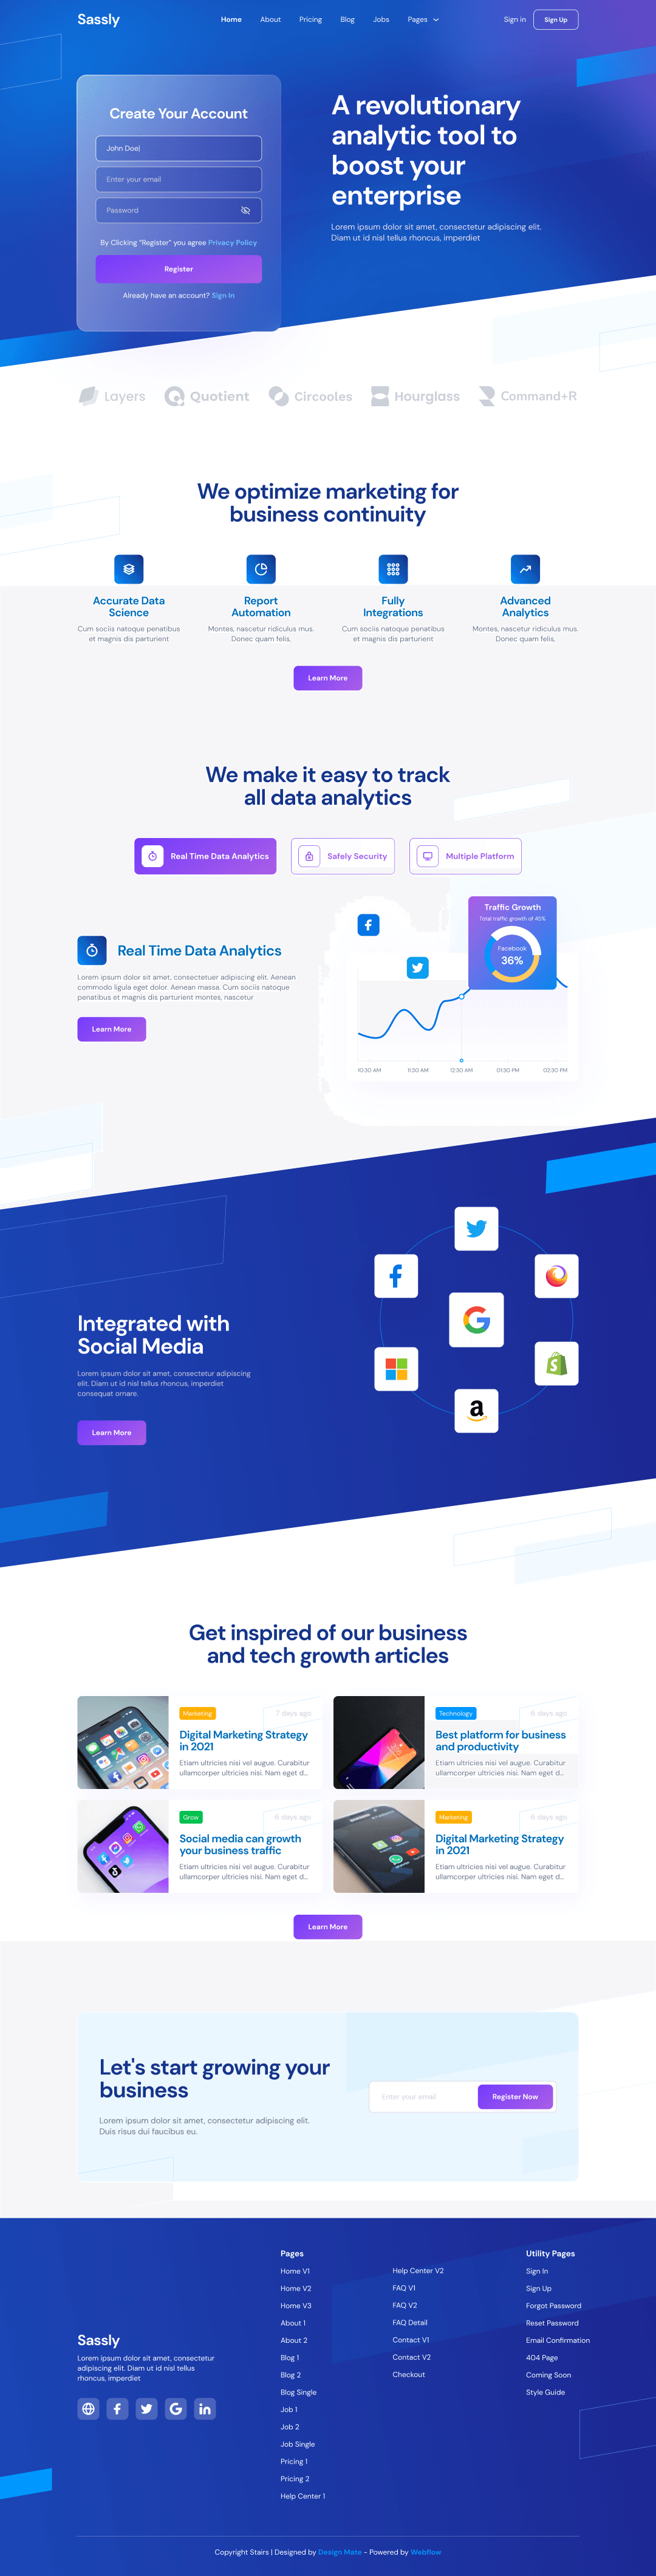 Sassly
Home
About
Pricing
Blog
Jobs
Pages
Sign in
Sign Up
Create Your Account
John Doe|
Enter your email
Password
By Clicking "Register" you agree Privacy Policy
Register
Already have an account? Sign In
A revolutionary
analytic tool to
boost your
enterprise
Lorem ipsum dolor sit amet, consectetur adipiscing elit.
Diam ut id nisl tellus rhoncus, imperdiet
Layers
Quotient
Circooles
Hourglass
Command+R
We optimize marketing for
business continuity
Accurate Data
Science
Cum sociis natoque penatibus
et magnis dis parturient
Report
Automation
Montes, nascetur ridiculus mus.
Donec quam felis,
Fully
Integrations
Cum sociis natoque penatibus
et magnis dis parturient
Advanced
Analytics
Montes, nascetur ridiculus mus.
Donec quam felis,
Learn More
We make it easy to track
all data analytics
Real Time Data Analytics
Safely Security
Multiple Platform
Real Time Data Analytics
Lorem ipsum dolor sit amet, consectetuer adipiscing elit. Aenean
commodo ligula eget dolor. Aenean massa. Cum sociis natoque
penatibus et magnis dis parturient montes, nascetur
Learn More
Traffic Growth
Total traffic growth of 45%
Facebook
36%
10:30 AM
11:30 AM
12:30 AM
01:30 PM
02:30 PM
Integrated with
Social Media
Lorem ipsum dolor sit amet, consectetur adipiscing
elit. Diam ut id nisl tellus rhoncus, imperdiet
consequat ornare.
Learn More
Get inspired of our business
and tech growth articles
Marketing
7 days ago
Digital Marketing Strategy
in 2021
Etiam ultricies nisi vel augue. Curabitur
ullamcorper ultricies nisi. Nam eget d...
Technology
6 days ago
Best platform for business
and productivity
Etiam ultricies nisi vel augue. Curabitur
ullamcorper ultricies nisi. Nam eget d...
Grow
6 days ago
Social media can growth
your business traffic
Etiam ultricies nisi vel augue. Curabitur
ullamcorper ultricies nisi. Nam eget d...
Marketing
6 days ago
Digital Marketing Strategy
in 2021
Etiam ultricies nisi vel augue. Curabitur
ullamcorper ultricies nisi. Nam eget d...
Learn More
Let's start growing your
business
Lorem ipsum dolor sit amet, consectetur adipiscing elit.
Duis risus dui faucibus eu.
Enter your email
Register Now
Sassly
Lorem ipsum dolor sit amet, consectetur
adipiscing elit. Diam ut id nisl tellus
rhoncus, imperdiet
Pages
Home V1
Home V2
Home V3
About 1
About 2
Blog 1
Blog 2
Blog Single
Job 1
Job 2
Job Single
Pricing 1
Pricing 2
Help Center 1
Help Center V2
FAQ V1
FAQ V2
FAQ Detail
Contact V1
Contact V2
Checkout
Utility Pages
Sign In
Sign Up
Forgot Password
Reset Password
Email Confirmation
404 Page
Coming Soon
Style Guide
Copyright Stairs | Designed by Design Mate - Powered by Webflow